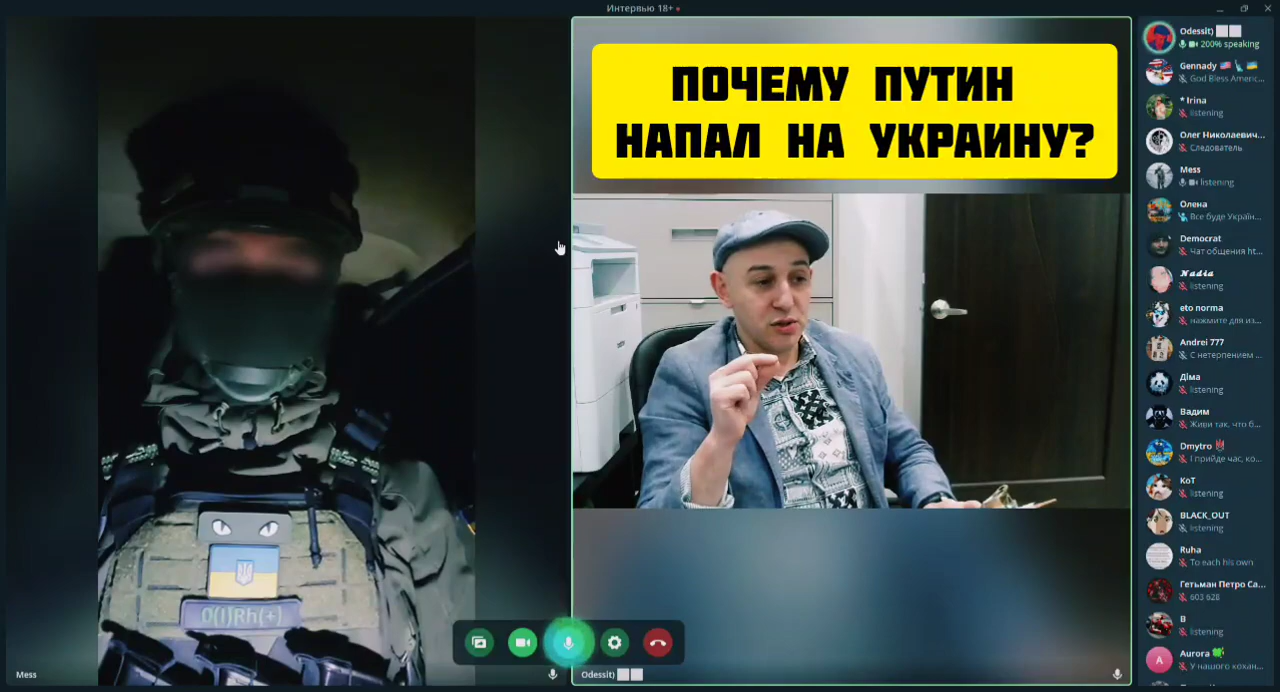 Интервью 18+
ПОЧЕМУ ПУТИН
НАПАЛ НА УКРАИНУ?
0(I)Rh(+)
Mess
Odessit)
Odessit)
200% speaking
Gennady
God Bless Americ...
* Irina
listening
Олег Николаевич...
Следователь
Mess
listening
Олена
Все буде Україн...
Democrat
Чат общения ht...
Nadia
listening
eto norma
нажмите для из...
Andrei 777
С нетерпением ...
Діма
listening
Вадим
Живи так, что б...
Dmytro
І прийде час, ко...
КоТ
listening
BLACK_OUT
listening
Ruha
To each his own
Гетьман Петро Са...
603 628
В
listening
A
Aurora
У нашого кохан...